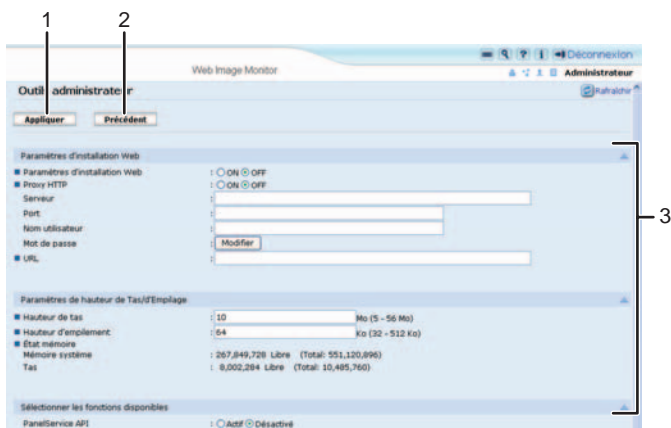 1 2
Déconnexion
Web Image Monitor
Administrateur
Outils administrateur
Rafraîchir
Appliquer Précédent
Paramètres d'installation Web
Paramètres d'installation Web : ON OFF
Proxy HTTP : ON OFF
Serveur :
Port :
Nom utilisateur :
Mot de passe : Modifier
URL :
3
Paramètres de hauteur de Tas/d'Empilage
Hauteur de tas : 10 Mo (5 - 56 Mo)
Hauteur d'empilement : 64 Ko (32 - 512 Ko)
État mémoire
Mémoire système : 267,849,728 Libre (Total: 551,120,896)
Tas : 8,002,284 Libre (Total: 10,485,760)
Sélectionner les fonctions disponibles
PanelService API : Actif Désactivé